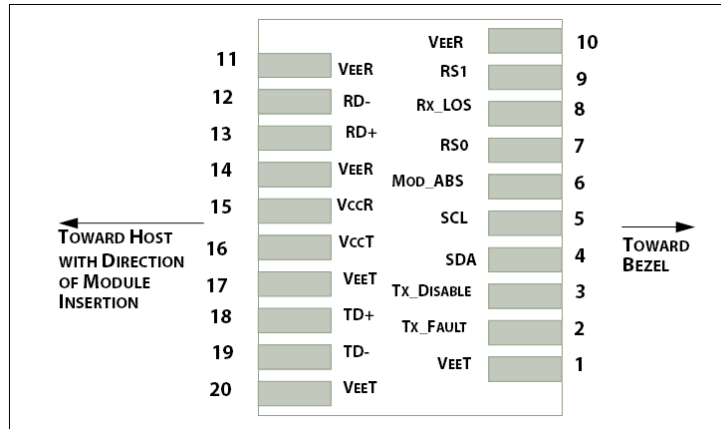 11 VEER
12 RD-
13 RD+
14 VEER
15 VCCR
16 VCCT
17 VEET
18 TD+
19 TD-
20 VEET
VEER 10
RS1 9
RX_LOS 8
RS0 7
MOD_ABS 6
SCL 5
SDA 4
TX_DISABLE 3
TX_FAULT 2
VEET 1
TOWARD HOST
WITH DIRECTION
OF MODULE
INSERTION
TOWARD
BEZEL